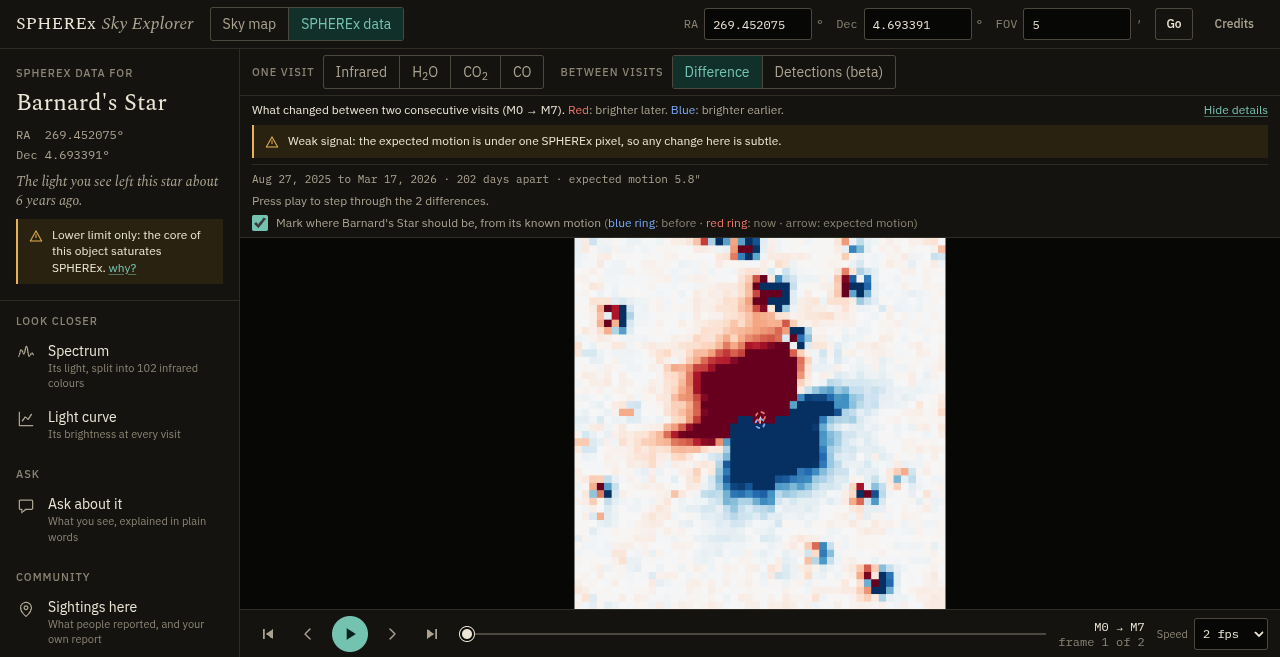 SPHEREx Sky Explorer
Sky map
SPHEREx data
RA 269.452075 °
Dec 4.693391 °
FOV 5 ′
Go
Credits
SPHEREX DATA FOR
Barnard's Star
RA 269.452075°
Dec 4.693391°
The light you see left this star about
6 years ago.
Lower limit only: the core of
this object saturates
SPHEREx. why?
LOOK CLOSER
Spectrum
Its light, split into 102 infrared
colours
Light curve
Its brightness at every visit
ASK
Ask about it
What you see, explained in plain
words
COMMUNITY
Sightings here
What people reported, and your
own report
ONE VISIT
Infrared
H₂O
CO₂
CO
BETWEEN VISITS
Difference
Detections (beta)
What changed between two consecutive visits (M0 → M7). Red: brighter later. Blue: brighter earlier.
Hide details
Weak signal: the expected motion is under one SPHEREx pixel, so any change here is subtle.
Aug 27, 2025 to Mar 17, 2026 · 202 days apart · expected motion 5.8"
Press play to step through the 2 differences.
Mark where Barnard's Star should be, from its known motion (blue ring: before · red ring: now · arrow: expected motion)
M0 → M7
frame 1 of 2
Speed
2 fps